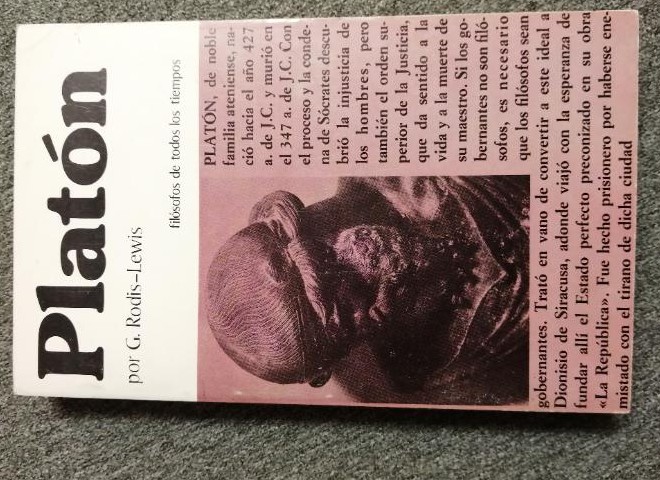 Platón
por G. Rodis-Lewis
filósofos de todos los tiempos
PLATÓN, de noble
familia ateniense, na-
ció hacia el año 427
a. de J.C. y murió en
el 347 a. de J.C. Con
el proceso y la conde-
na de Sócrates descu-
brió la injusticia de
los hombres, pero
también el orden su-
perior de la Justicia,
que da sentido a la
vida y a la muerte de
su maestro. Si los go-
bernantes no son filó-
sofos, es necesario
que los filósofos sean
gobernantes. Trató en vano de convertir a este ideal a
Dionisio de Siracusa, adonde viajó con la esperanza de
fundar allí el Estado perfecto preconizado en su obra
«La República». Fue hecho prisionero por haberse ene-
mistado con el tirano de dicha ciudad